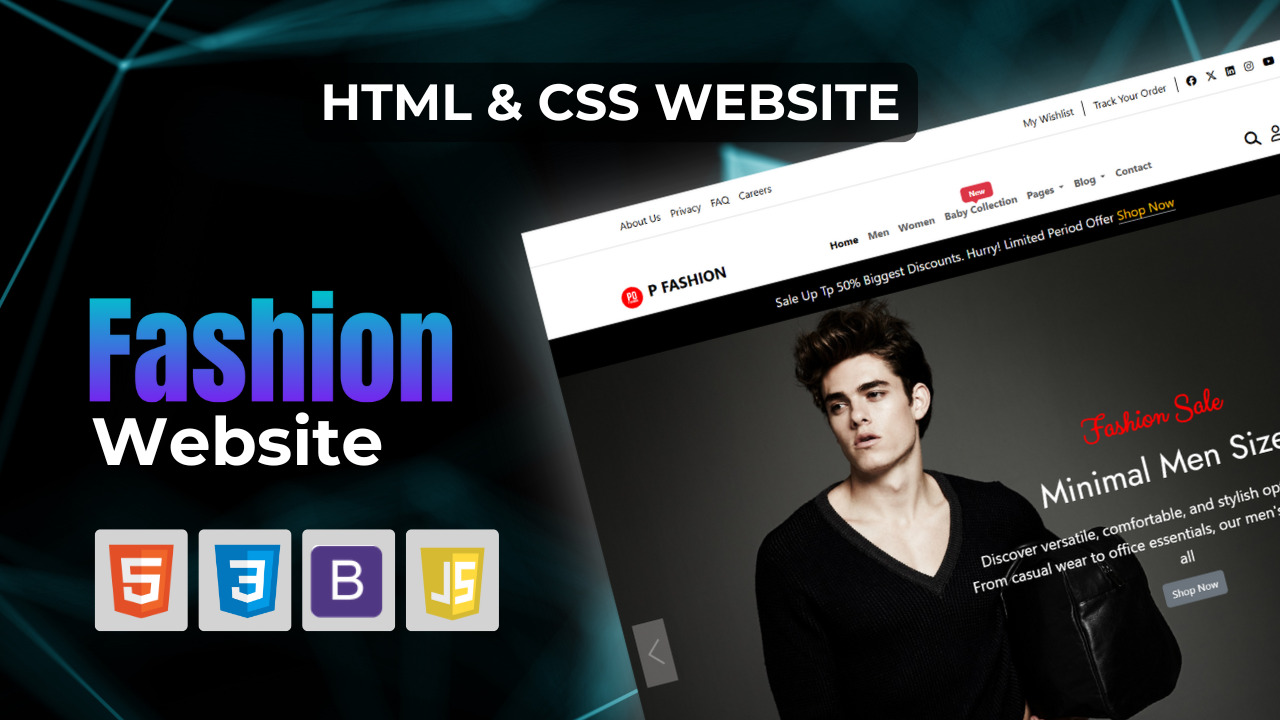 HTML & CSS WEBSITE
My Wishlist
Track Your Order
About Us
Privacy
FAQ
Careers
New
Home
Men
Women
Baby Collection
Pages
Blog
Contact
P FASHION
Sale Up Tp 50% Biggest Discounts. Hurry! Limited Period Offer Shop Now
Fashion
Website
Fashion Sale
Minimal Men Size
Discover versatile, comfortable, and stylish op
From casual wear to office essentials, our men's
all
Shop Now
5
3
B
JS